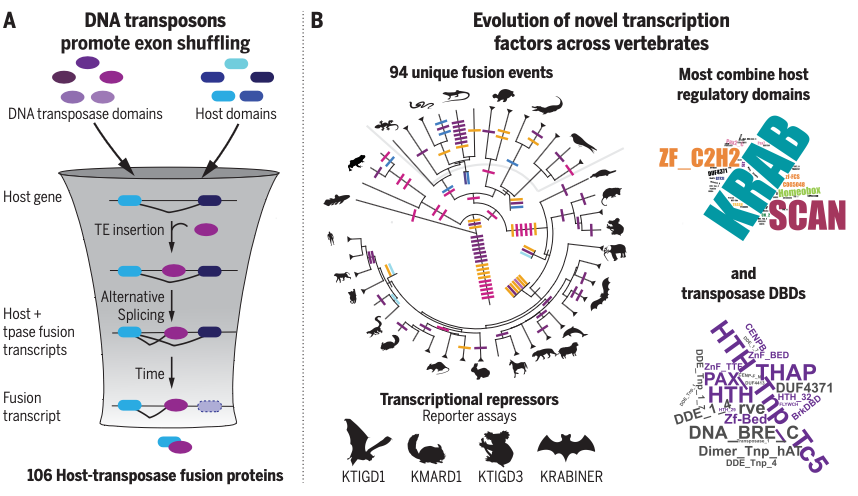 A
DNA transposons
promote exon shuffling
DNA transposase domains
Host domains
Host gene
TE insertion
Alternative
Splicing
Host +
tpase fusion
transcripts
Time
Fusion
transcript
106 Host-transposase fusion proteins
B
Evolution of novel transcription
factors across vertebrates
94 unique fusion events
Most combine host
regulatory domains
ZF_C2H2
KRAB
SCAN
DUF4371
Homeobox
and
transposase DBDs
HTH_Tnp_Tc5
CENPB
ZnF_BED
ZnF_TTF
THAP
PAX
DUF4371
HTH
HTH_32
rve
BrkDBD
DDE_1
Zf-Bed
DNA_BRE_C
Dimer_Tnp_hAT
DDE_Tnp_4
Transcriptional repressors
Reporter assays
KTIGD1
KMARD1
KTIGD3
KRABINER